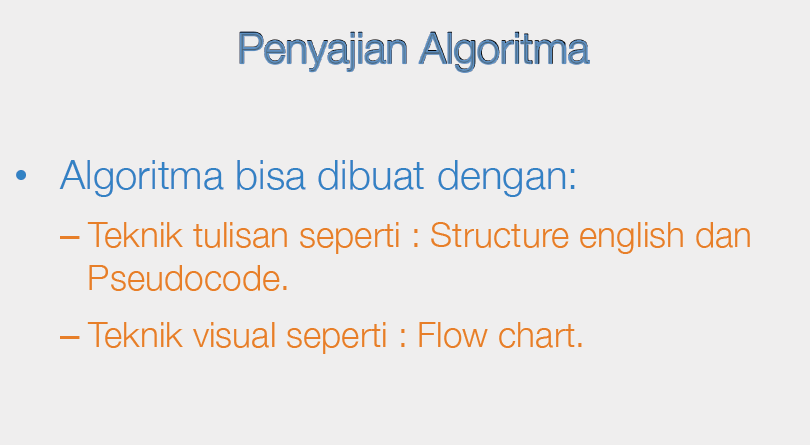 Penyajian Algoritma
• Algoritma bisa dibuat dengan:
– Teknik tulisan seperti : Structure english dan
Pseudocode.
– Teknik visual seperti : Flow chart.